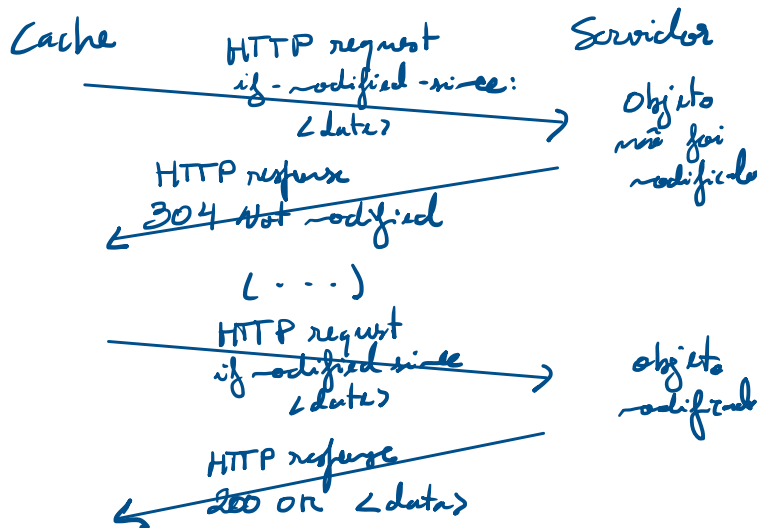 Cache
Servidor
HTTP request
if-modified-since:
<date>
Objeto
não foi
modificado
HTTP response
304 Not modified
(...)
HTTP request
if modified since
<date>
objeto
modificado
HTTP response
200 OK <data>